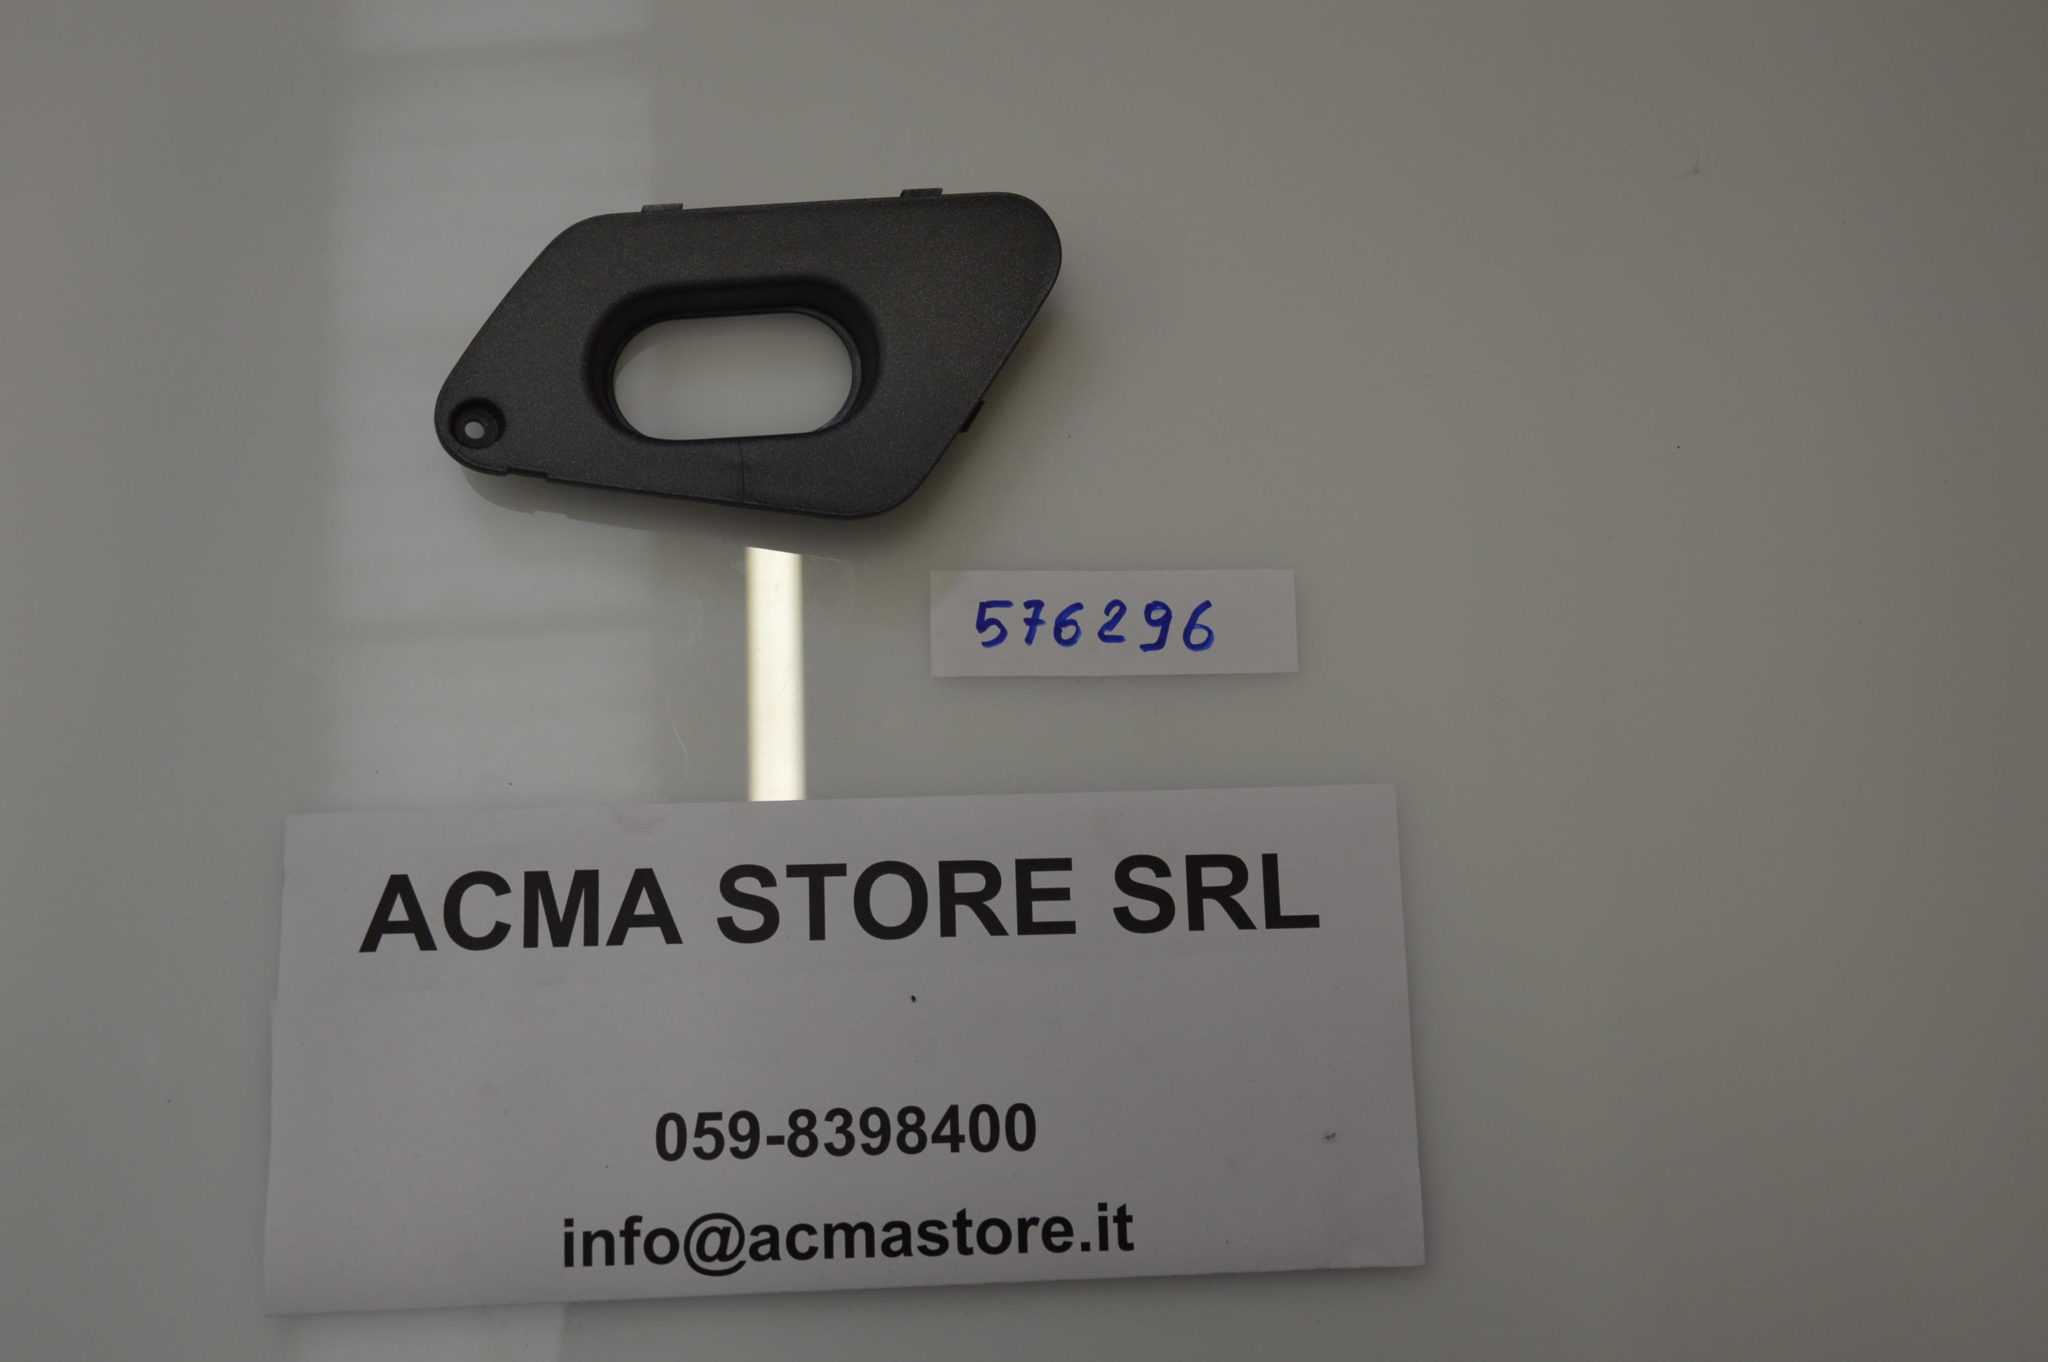 576296
ACMA STORE SRL
059-8398400
info@acmastore.it